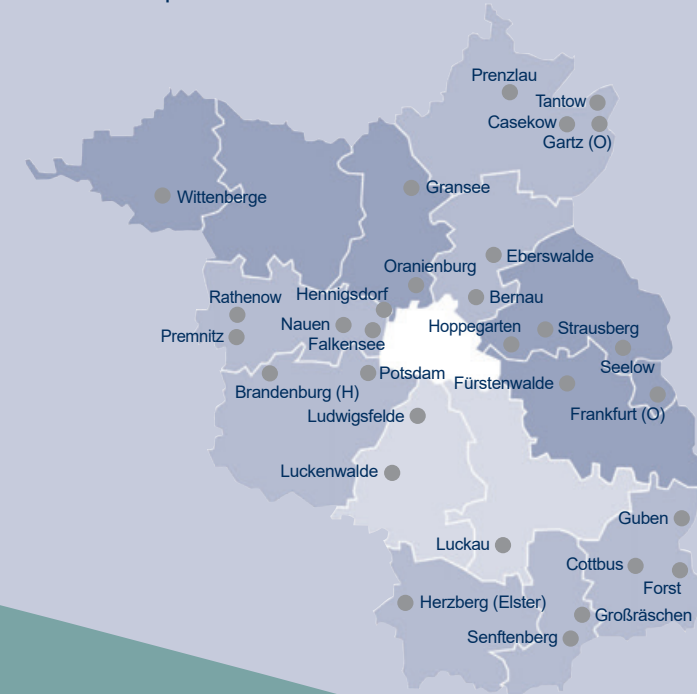 Prenzlau
Tantow
Casekow
Gartz (O)
Gransee
Wittenberge
Eberswalde
Oranienburg
Rathenow
Hennigsdorf
Bernau
Nauen
Hoppegarten
Strausberg
Premnitz
Falkensee
Seelow
Potsdam
Fürstenwalde
Brandenburg (H)
Ludwigsfelde
Frankfurt (O)
Luckenwalde
Guben
Luckau
Cottbus
Forst
Herzberg (Elster)
Großräschen
Senftenberg